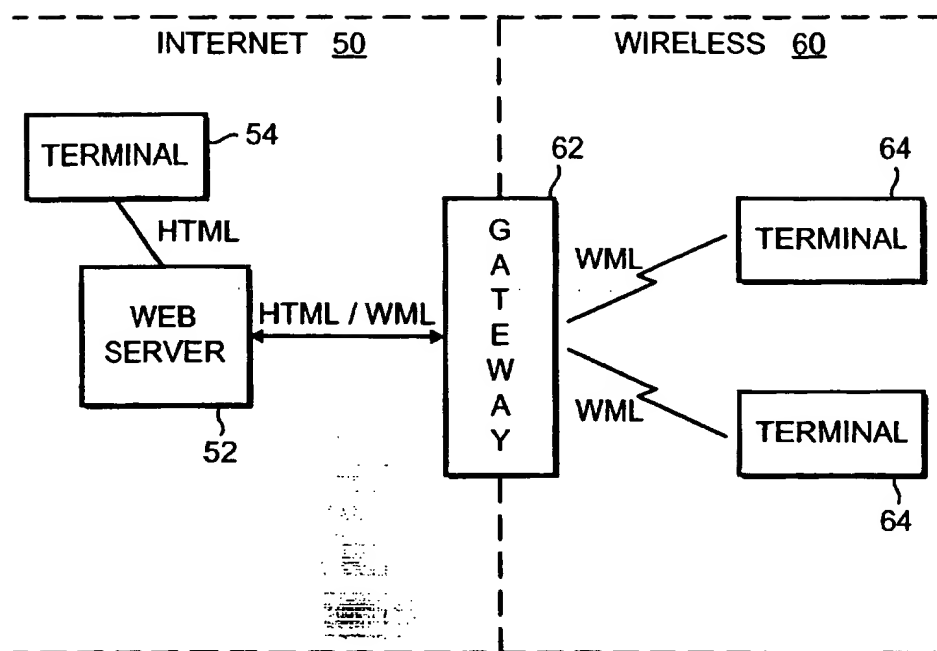 INTERNET 50
WIRELESS 60
TERMINAL
54
HTML
WEB
SERVER
52
HTML / WML
GATEWAY
62
WML
WML
TERMINAL
64
TERMINAL
64